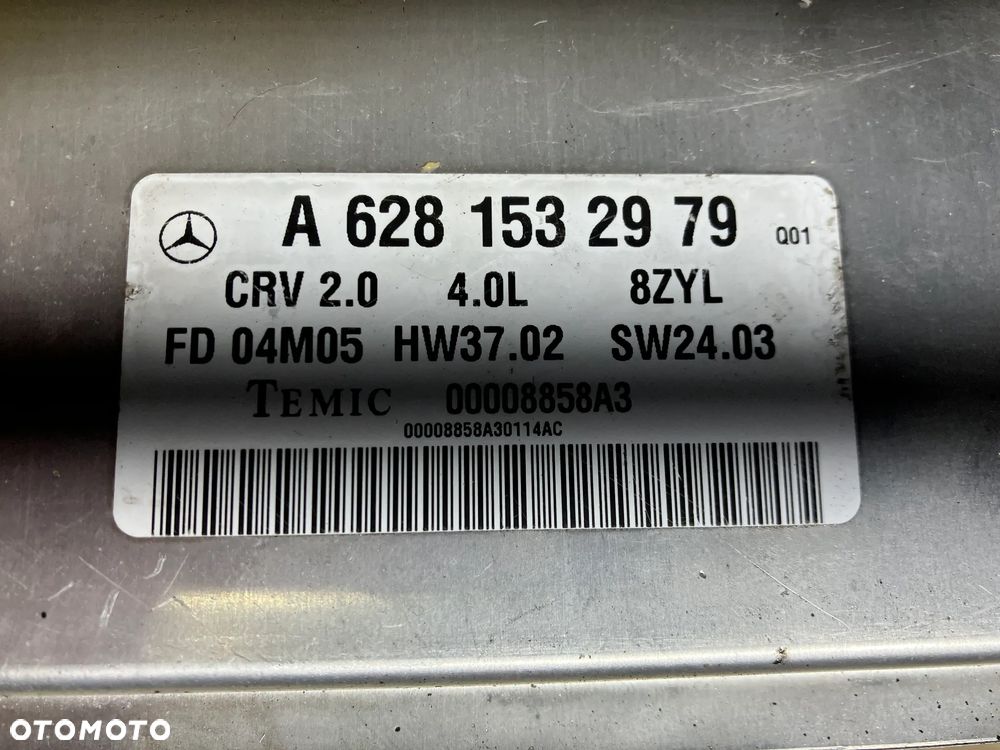 A 628 153 29 79 Q01
CRV 2.0 4.0L 8ZYL
FD 04M05 HW37.02 SW24.03
TEMIC 00008858A3
00008858A30114AC
OTOMOTO